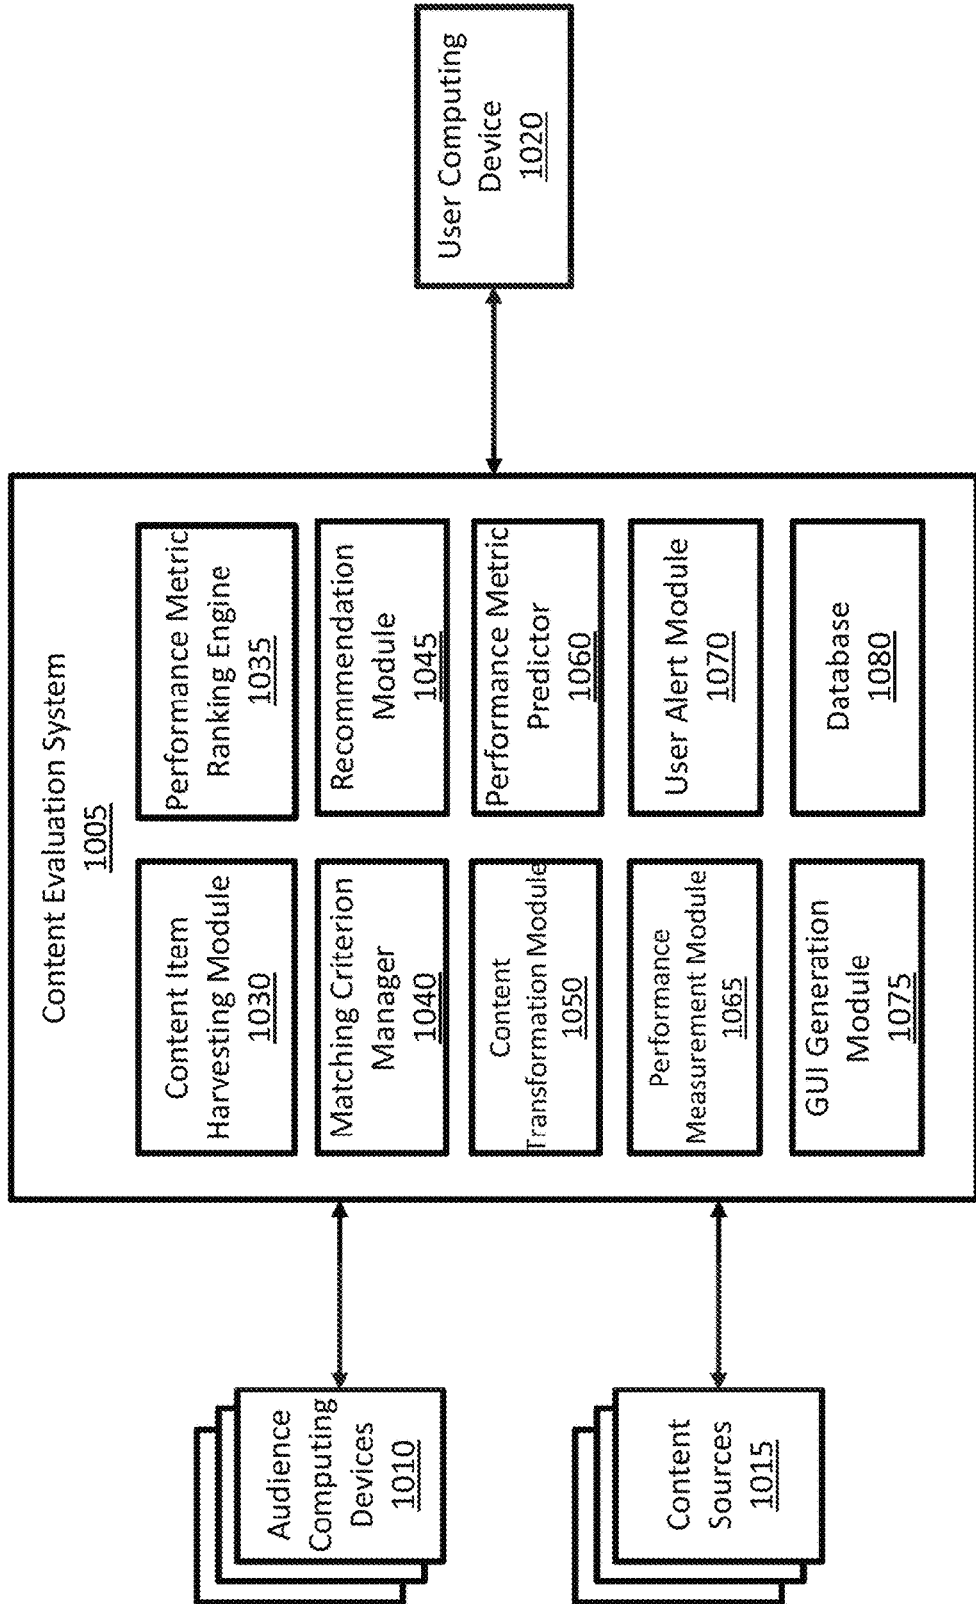 Content Evaluation System
1005
Content Item
Harvesting Module
1030
Performance Metric
Ranking Engine
1035
Matching Criterion
Manager
1040
Recommendation
Module
1045
Content
Transformation Module
1050
Performance Metric
Predictor
1060
Performance
Measurement Module
1065
User Alert Module
1070
GUI Generation
Module
1075
Database
1080
Audience
Computing
Devices
1010
Content
Sources
1015
User Computing
Device
1020